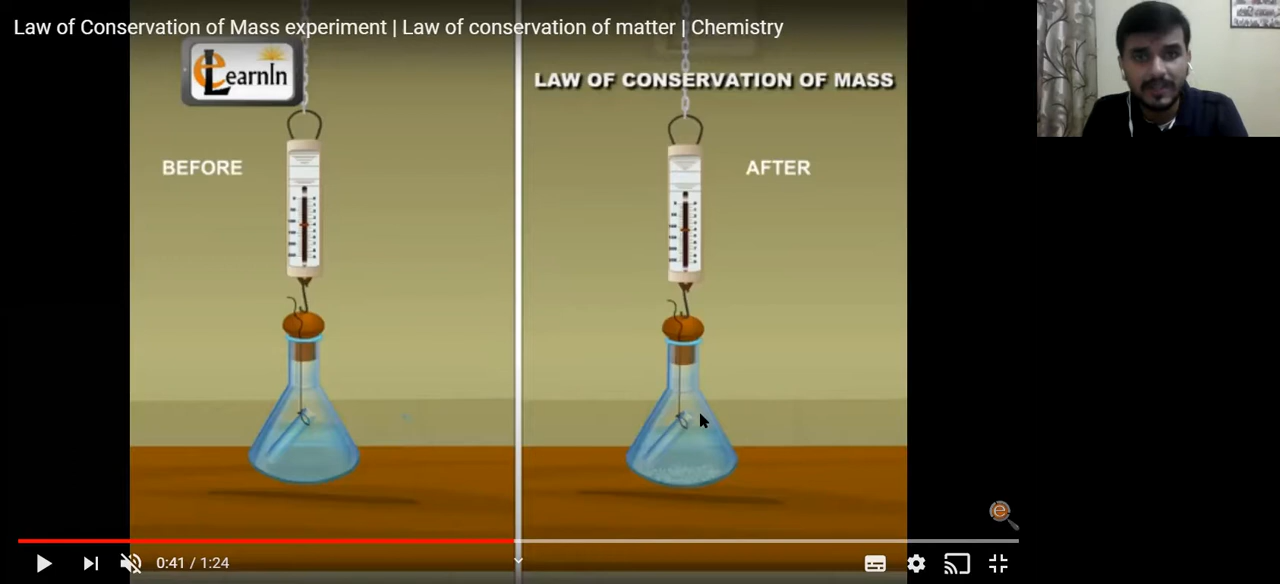 Law of Conservation of Mass experiment | Law of conservation of matter | Chemistry
eLearnIn
LAW OF CONSERVATION OF MASS
BEFORE
AFTER
e
0:41 / 1:24